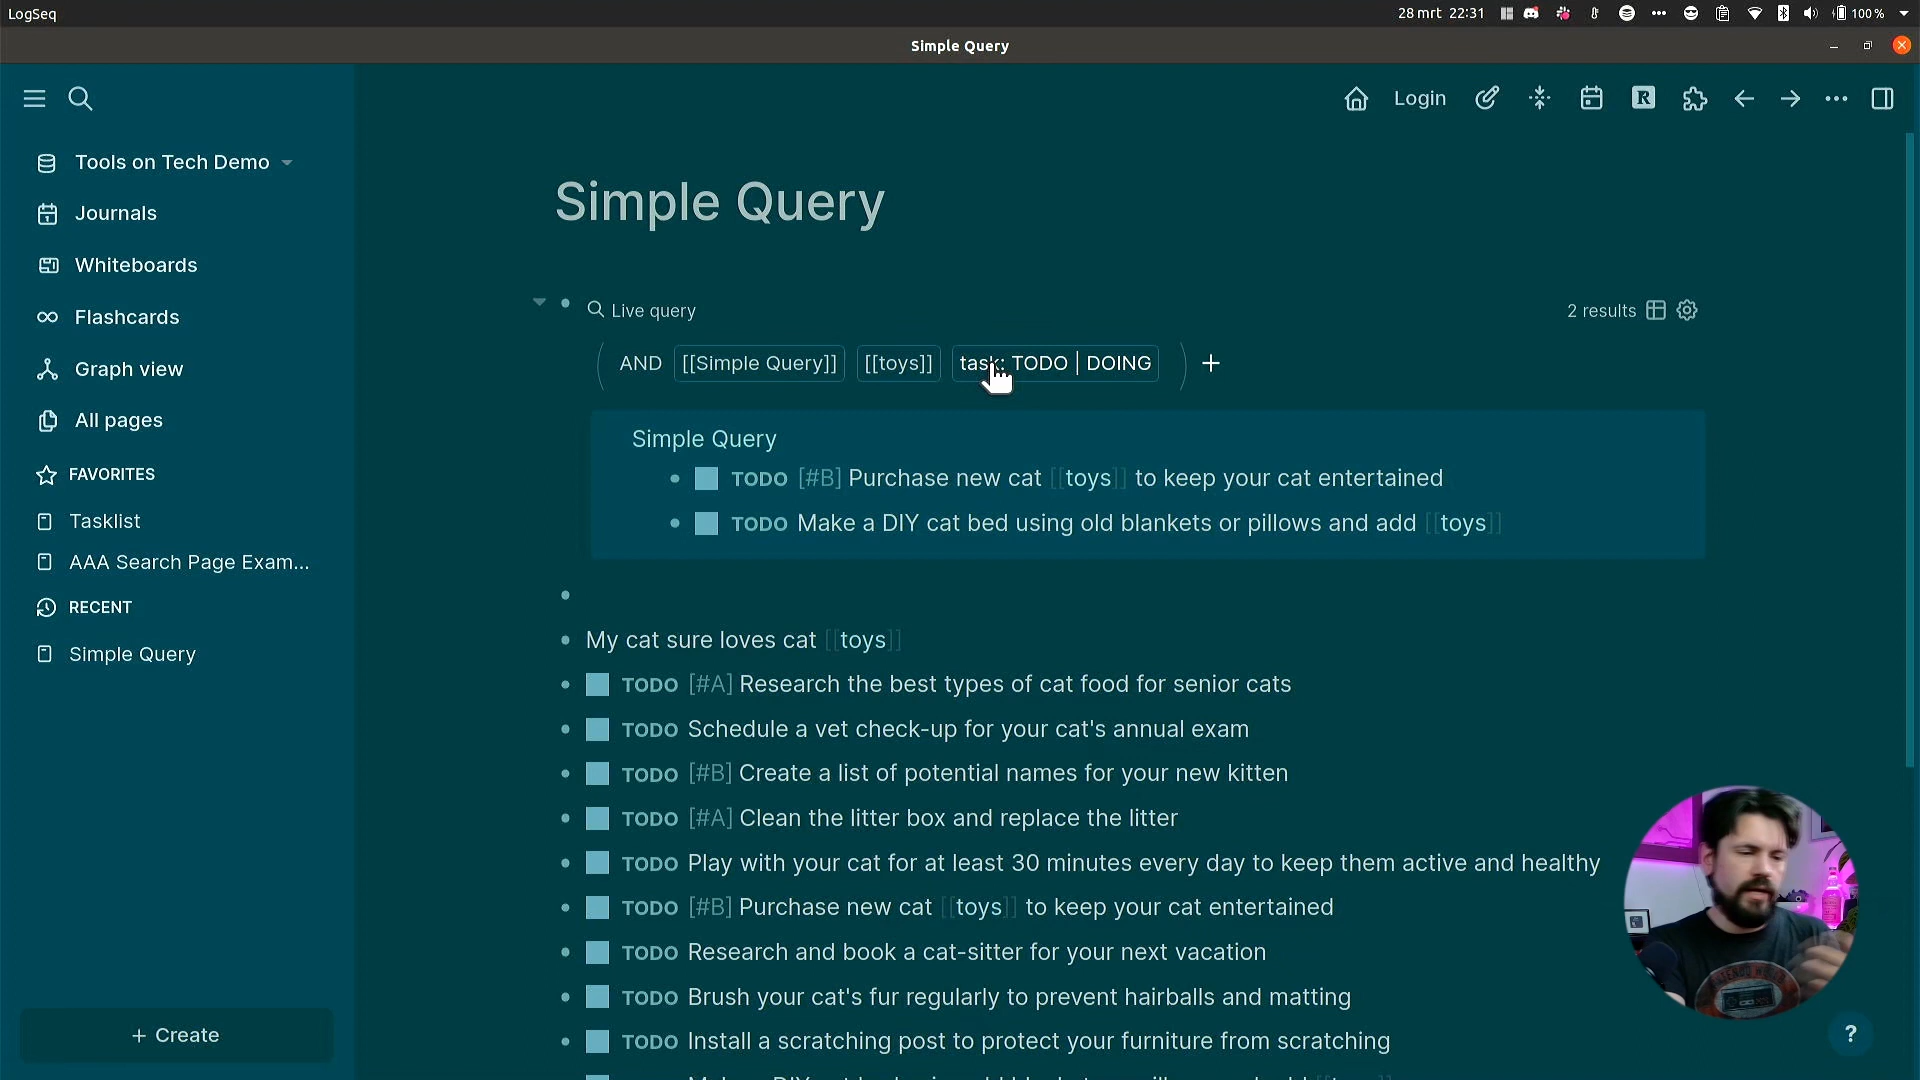 LogSeq
28 mrt 22:31
100 %
Simple Query
Login
Tools on Tech Demo
Journals
Whiteboards
Flashcards
Graph view
All pages
FAVORITES
Tasklist
AAA Search Page Exam...
RECENT
Simple Query
+ Create
Simple Query
Live query
2 results
AND [[Simple Query]] [[toys]] task: TODO | DOING +
Simple Query
TODO [#B] Purchase new cat [[toys]] to keep your cat entertained
TODO Make a DIY cat bed using old blankets or pillows and add [[toys]]
My cat sure loves cat [[toys]]
TODO [#A] Research the best types of cat food for senior cats
TODO Schedule a vet check-up for your cat's annual exam
TODO [#B] Create a list of potential names for your new kitten
TODO [#A] Clean the litter box and replace the litter
TODO Play with your cat for at least 30 minutes every day to keep them active and healthy
TODO [#B] Purchase new cat [[toys]] to keep your cat entertained
TODO Research and book a cat-sitter for your next vacation
TODO Brush your cat's fur regularly to prevent hairballs and matting
TODO Install a scratching post to protect your furniture from scratching
?